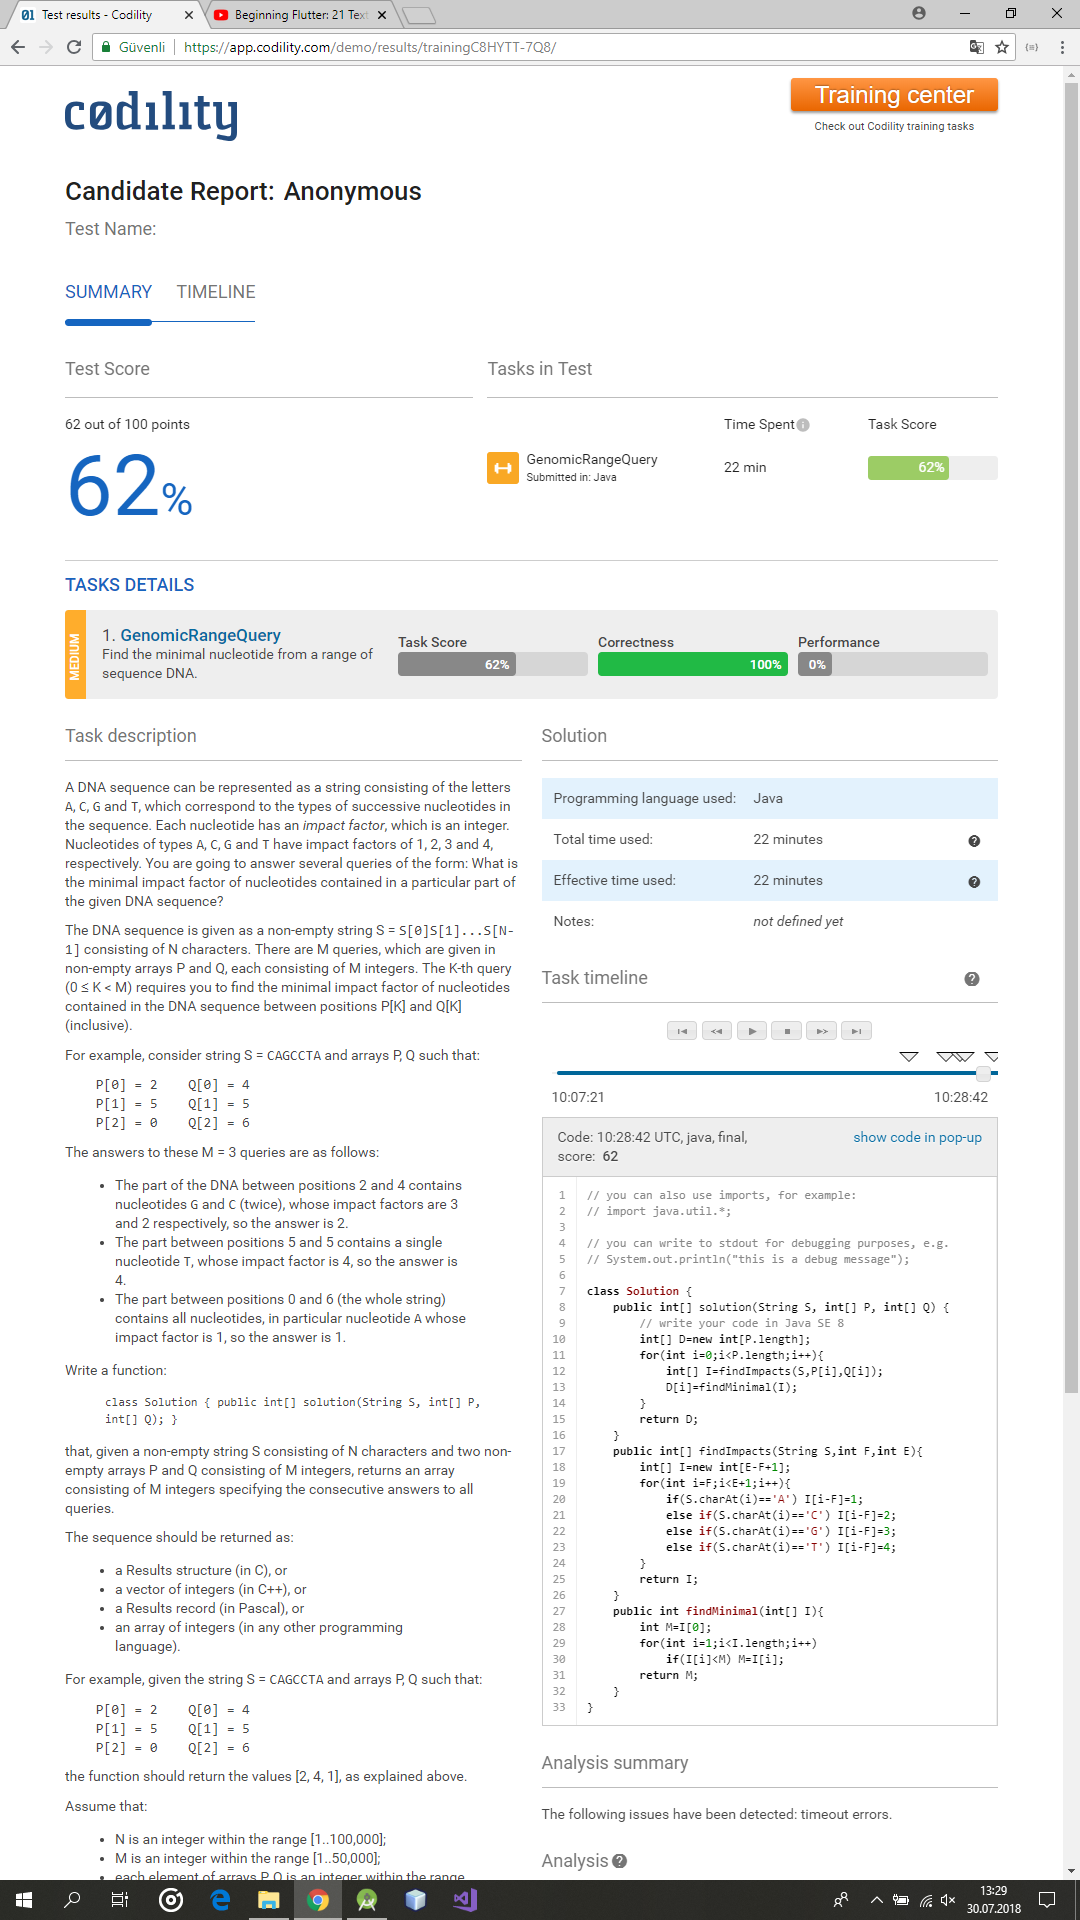 Test results - Codility
Beginning Flutter: 21 Text
Güvenli
https://app.codility.com/demo/results/trainingC8HYTT-7Q8/
codility
Training center
Check out Codility training tasks
Candidate Report: Anonymous
Test Name:
SUMMARY TIMELINE
Test Score
62 out of 100 points
62%
Tasks in Test
Time Spent Task Score
GenomicRangeQuery
Submitted in: Java
22 min
62%
TASKS DETAILS
MEDIUM
1. GenomicRangeQuery
Find the minimal nucleotide from a range of
sequence DNA.
Task Score
62%
Correctness
100%
Performance
0%
Task description
A DNA sequence can be represented as a string consisting of the letters
A, C, G and T, which correspond to the types of successive nucleotides in
the sequence. Each nucleotide has an impact factor, which is an integer.
Nucleotides of types A, C, G and T have impact factors of 1, 2, 3 and 4,
respectively. You are going to answer several queries of the form: What is
the minimal impact factor of nucleotides contained in a particular part of
the given DNA sequence?
The DNA sequence is given as a non-empty string S = S[0]S[1]...S[N-
1] consisting of N characters. There are M queries, which are given in
non-empty arrays P and Q, each consisting of M integers. The K-th query
(0 ≤ K < M) requires you to find the minimal impact factor of nucleotides
contained in the DNA sequence between positions P[K] and Q[K]
(inclusive).
For example, consider string S = CAGCCTA and arrays P, Q such that:
P[0] = 2 Q[0] = 4
P[1] = 5 Q[1] = 5
P[2] = 0 Q[2] = 6
The answers to these M = 3 queries are as follows:
• The part of the DNA between positions 2 and 4 contains
nucleotides G and C (twice), whose impact factors are 3
and 2 respectively, so the answer is 2.
• The part between positions 5 and 5 contains a single
nucleotide T, whose impact factor is 4, so the answer is
4.
• The part between positions 0 and 6 (the whole string)
contains all nucleotides, in particular nucleotide A whose
impact factor is 1, so the answer is 1.
Write a function:
class Solution { public int[] solution(String S, int[] P,
int[] Q); }
that, given a non-empty string S consisting of N characters and two non-
empty arrays P and Q consisting of M integers, returns an array
consisting of M integers specifying the consecutive answers to all
queries.
The sequence should be returned as:
• a Results structure (in C), or
• a vector of integers (in C++), or
• a Results record (in Pascal), or
• an array of integers (in any other programming
language).
For example, given the string S = CAGCCTA and arrays P, Q such that:
P[0] = 2 Q[0] = 4
P[1] = 5 Q[1] = 5
P[2] = 0 Q[2] = 6
the function should return the values [2, 4, 1], as explained above.
Assume that:
• N is an integer within the range [1..100,000];
• M is an integer within the range [1..50,000];
• each element of arrays P, Q is an integer within the range
Solution
Programming language used: Java
Total time used: 22 minutes
Effective time used: 22 minutes
Notes: not defined yet
Task timeline
10:07:21
10:28:42
Code: 10:28:42 UTC, java, final,
score: 62
show code in pop-up
1 // you can also use imports, for example:
2 // import java.util.*;
3
4 // you can write to stdout for debugging purposes, e.g.
5 // System.out.println("this is a debug message");
6
7 class Solution {
8 public int[] solution(String S, int[] P, int[] Q) {
9 // write your code in Java SE 8
10 int[] D=new int[P.length];
11 for(int i=0;i<P.length;i++){
12 int[] I=findImpacts(S,P[i],Q[i]);
13 D[i]=findMinimal(I);
14 }
15 return D;
16 }
17 public int[] findImpacts(String S,int F,int E){
18 int[] I=new int[E-F+1];
19 for(int i=F;i<E+1;i++){
20 if(S.charAt(i)=='A') I[i-F]=1;
21 else if(S.charAt(i)=='C') I[i-F]=2;
22 else if(S.charAt(i)=='G') I[i-F]=3;
23 else if(S.charAt(i)=='T') I[i-F]=4;
24 }
25 return I;
26 }
27 public int findMinimal(int[] I){
28 int M=I[0];
29 for(int i=1;i<I.length;i++)
30 if(I[i]<M) M=I[i];
31 return M;
32 }
33 }
Analysis summary
The following issues have been detected: timeout errors.
Analysis
13:29
30.07.2018